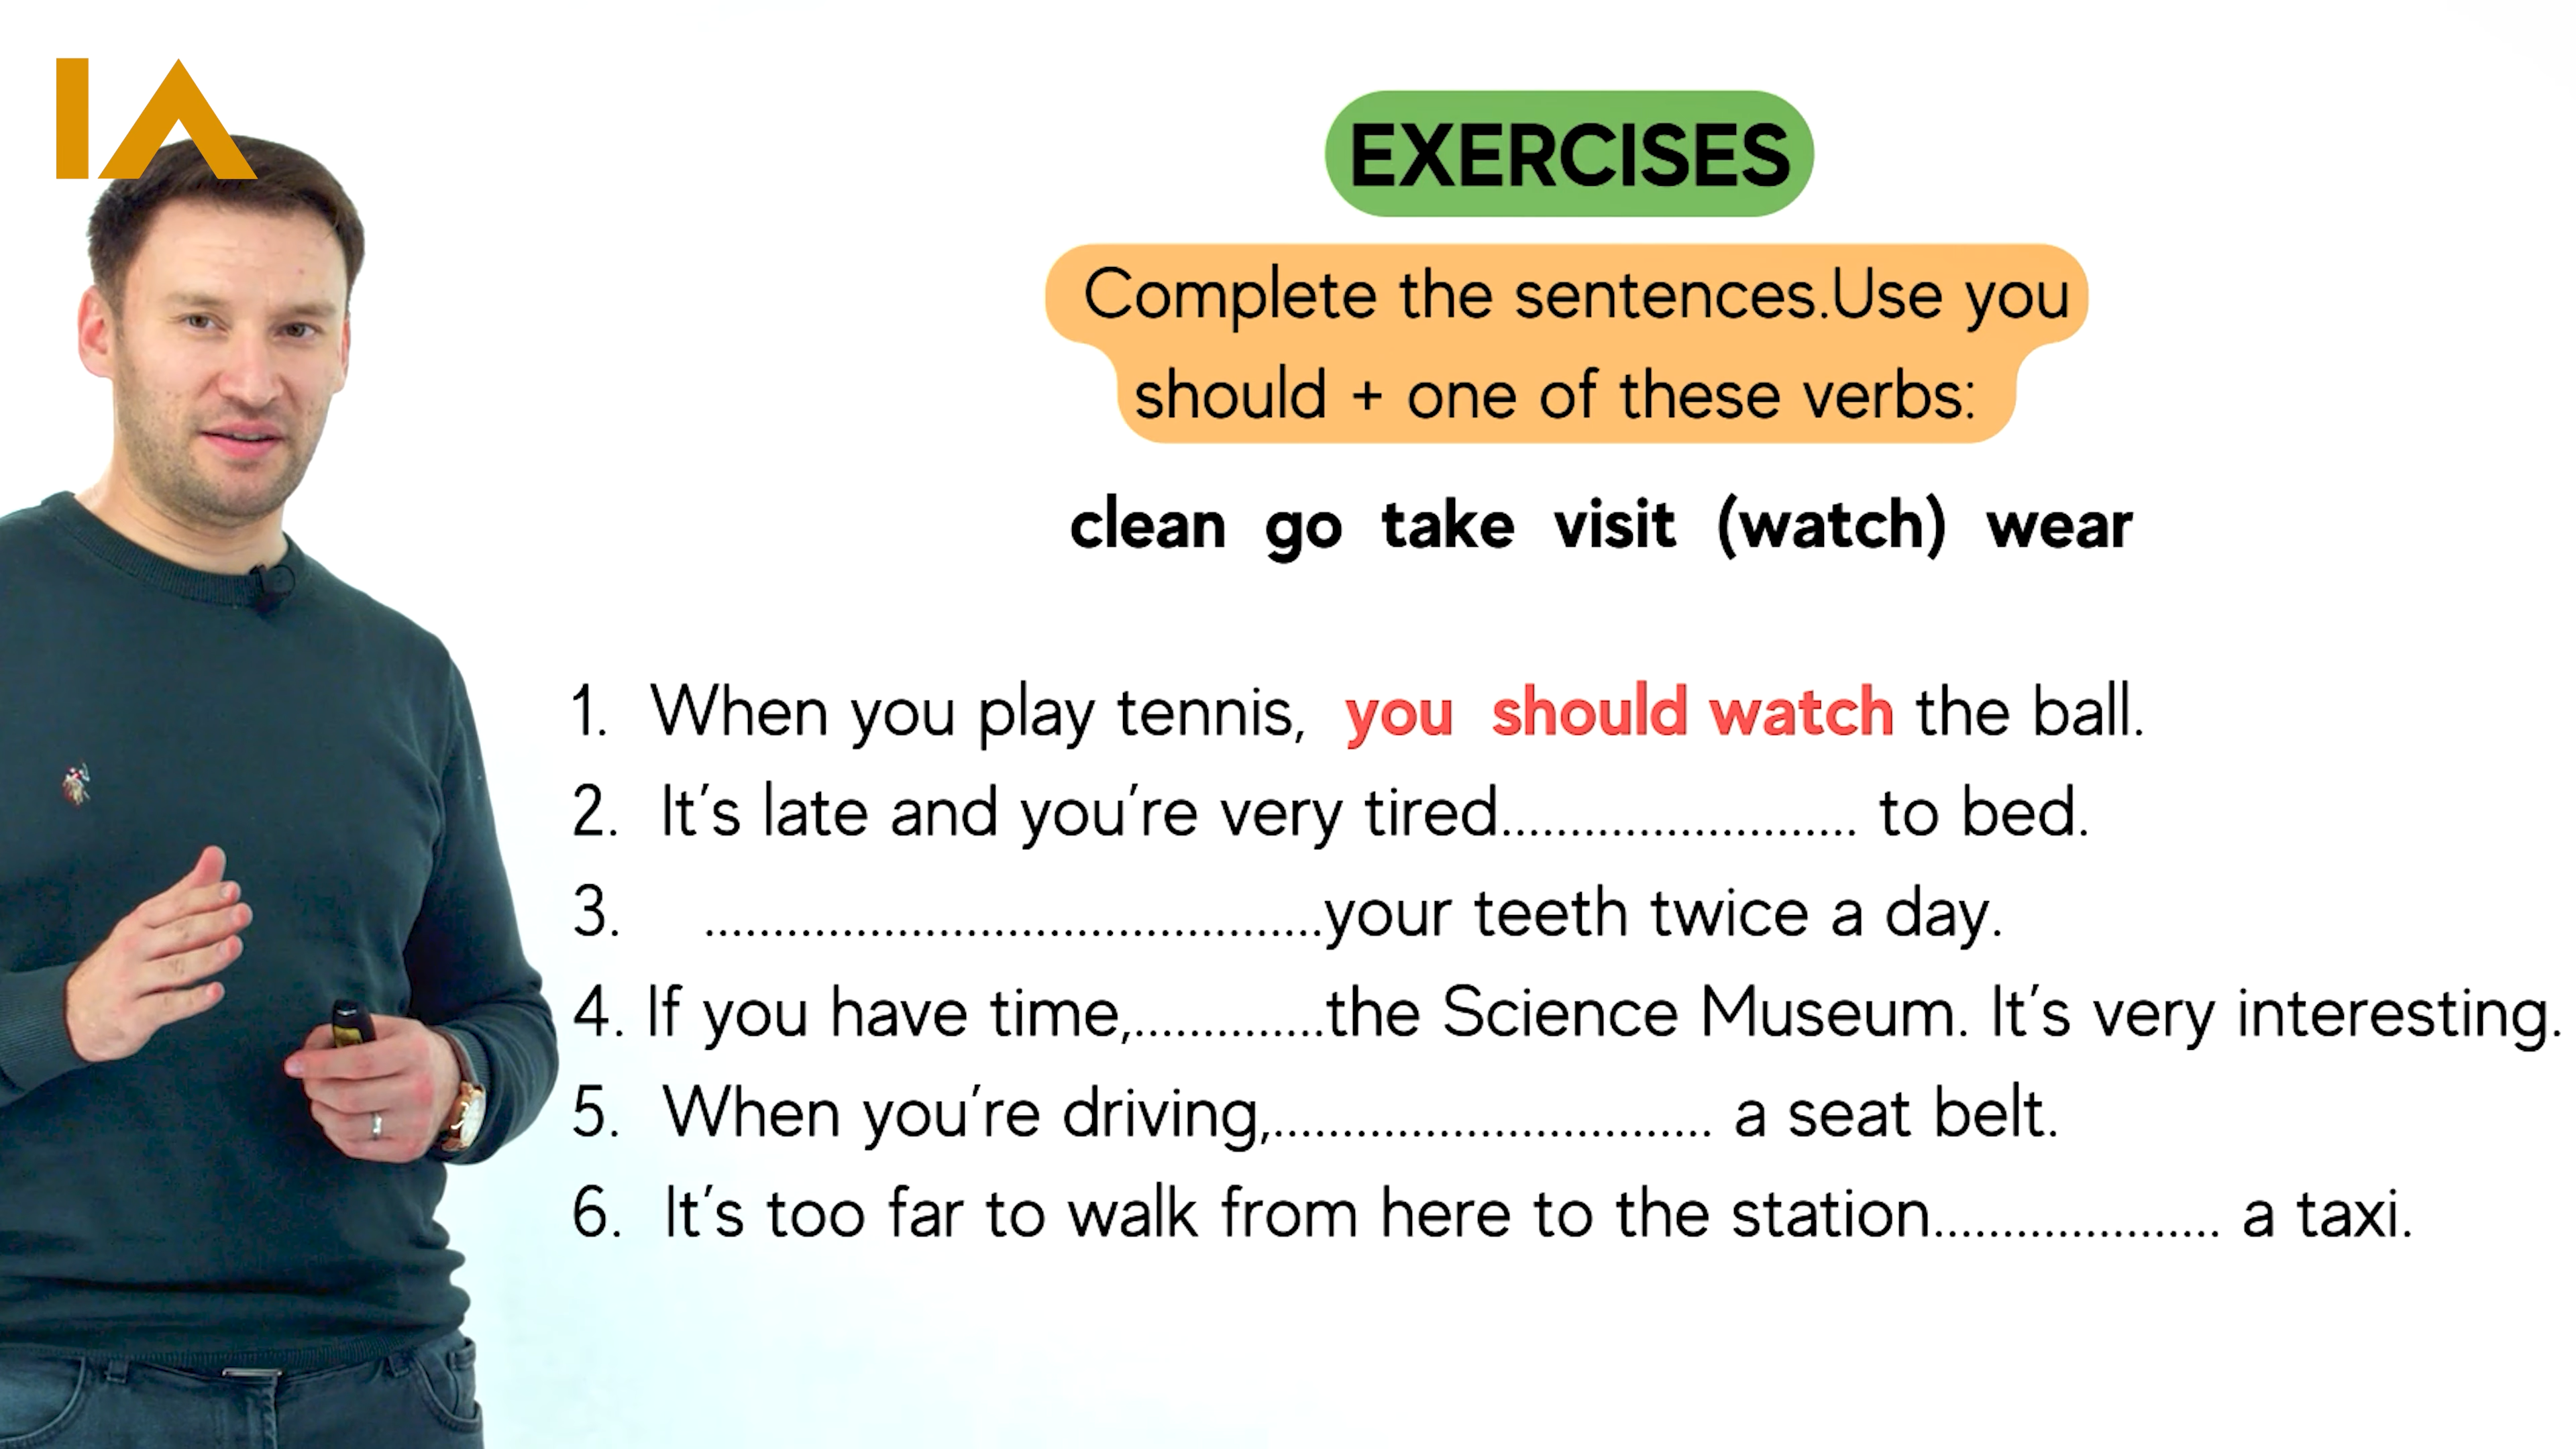 IA
EXERCISES
Complete the sentences.Use you
should + one of these verbs:
clean go take visit (watch) wear
1. When you play tennis, you should watch the ball.
2. It's late and you're very tired.......................... to bed.
3. .............................................your teeth twice a day.
4. If you have time,..............the Science Museum. It's very interesting.
5. When you're driving,................................ a seat belt.
6. It's too far to walk from here to the station..................... a taxi.